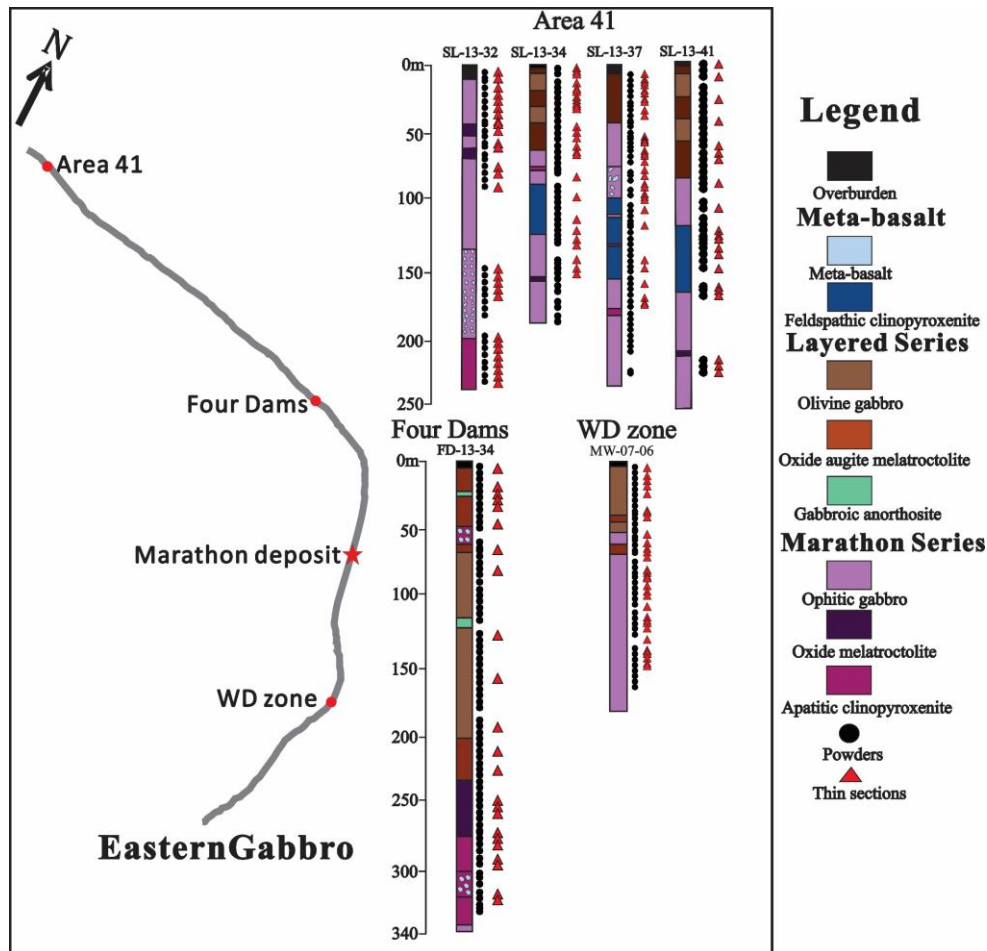 Area 41
N
SL-13-32 SL-13-34 SL-13-37 SL-13-41
0m
50
100
150
200
250
Area 41
Four Dams
Marathon deposit
WD zone
EasternGabbro
Four Dams
FD-13-34
0m
50
100
150
200
250
300
340
WD zone
MW-07-06
Legend
Overburden
Meta-basalt
Meta-basalt
Feldspathic clinopyroxenite
Layered Series
Olivine gabbro
Oxide augite melatroctolite
Gabbroic anorthosite
Marathon Series
Ophitic gabbro
Oxide melatroctolite
Apatitic clinopyroxenite
Powders
Thin sections